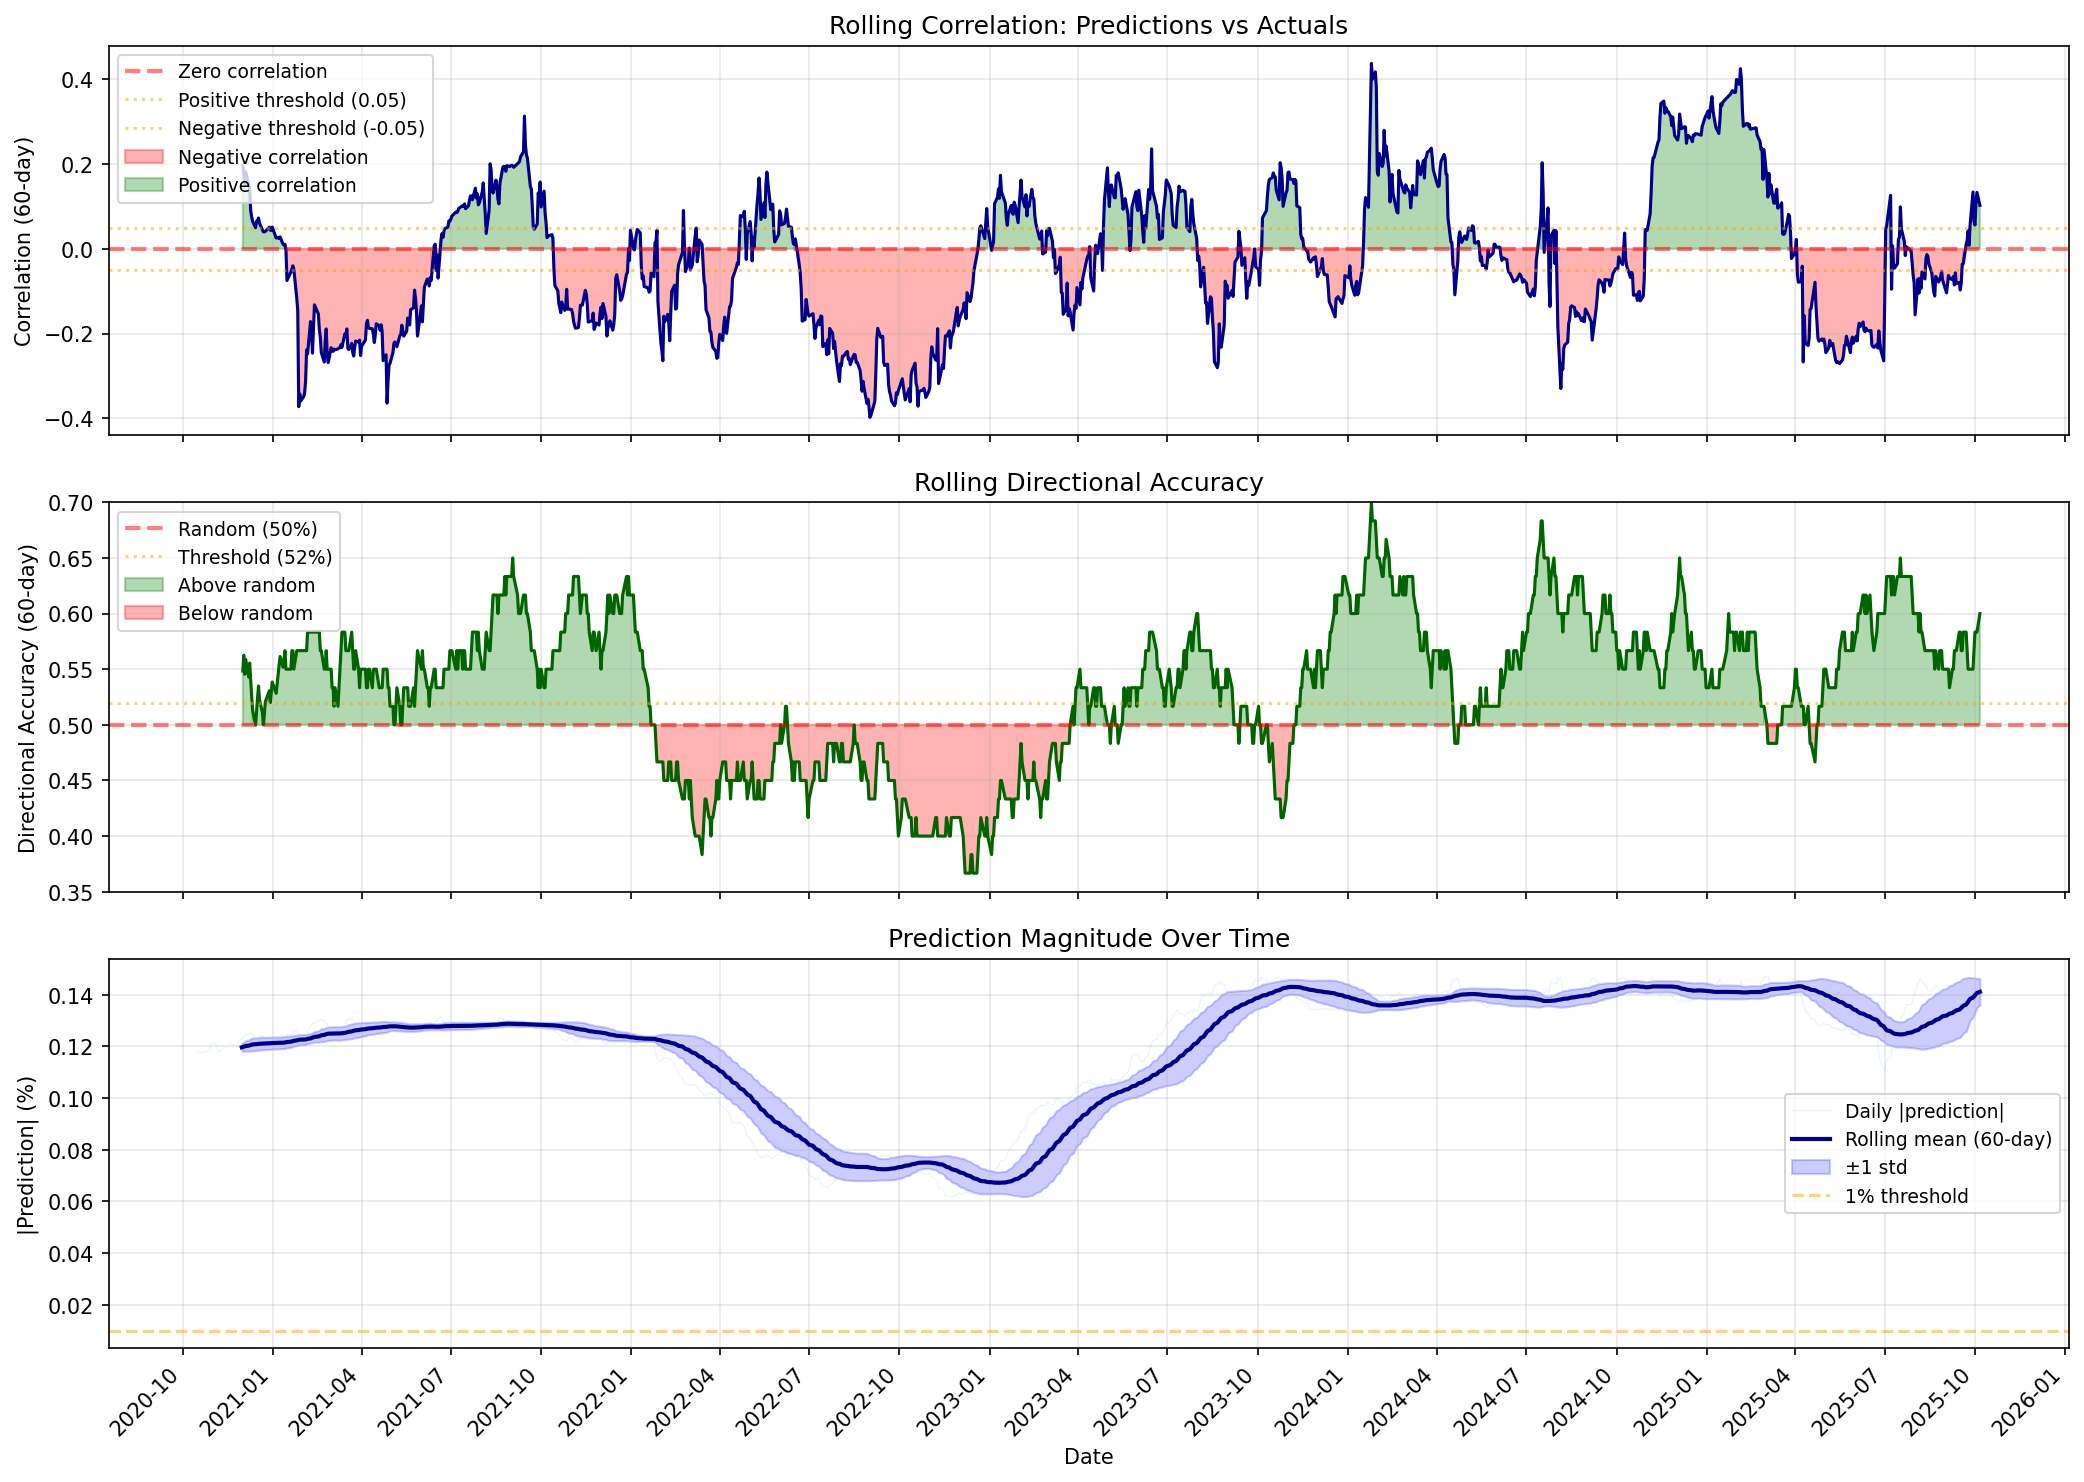 Rolling Correlation: Predictions vs Actuals
Correlation (60-day)
0.4
0.2
0.0
−0.2
−0.4
Zero correlation
Positive threshold (0.05)
Negative threshold (-0.05)
Negative correlation
Positive correlation
Rolling Directional Accuracy
Directional Accuracy (60-day)
0.70
0.65
0.60
0.55
0.50
0.45
0.40
0.35
Random (50%)
Threshold (52%)
Above random
Below random
Prediction Magnitude Over Time
|Prediction| (%)
0.14
0.12
0.10
0.08
0.06
0.04
0.02
Daily |prediction|
Rolling mean (60-day)
±1 std
1% threshold
2020-10
2021-01
2021-04
2021-07
2021-10
2022-01
2022-04
2022-07
2022-10
2023-01
2023-04
2023-07
2023-10
2024-01
2024-04
2024-07
2024-10
2025-01
2025-04
2025-07
2025-10
2026-01
Date